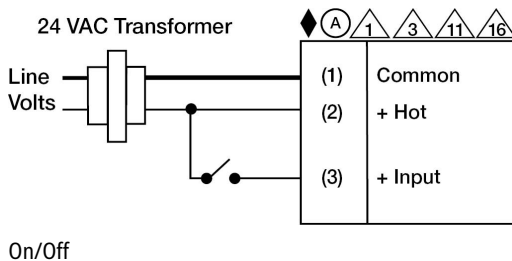 24 VAC Transformer
A 1 3 11 16
Line
Volts
(1) Common
(2) + Hot
(3) + Input
On/Off